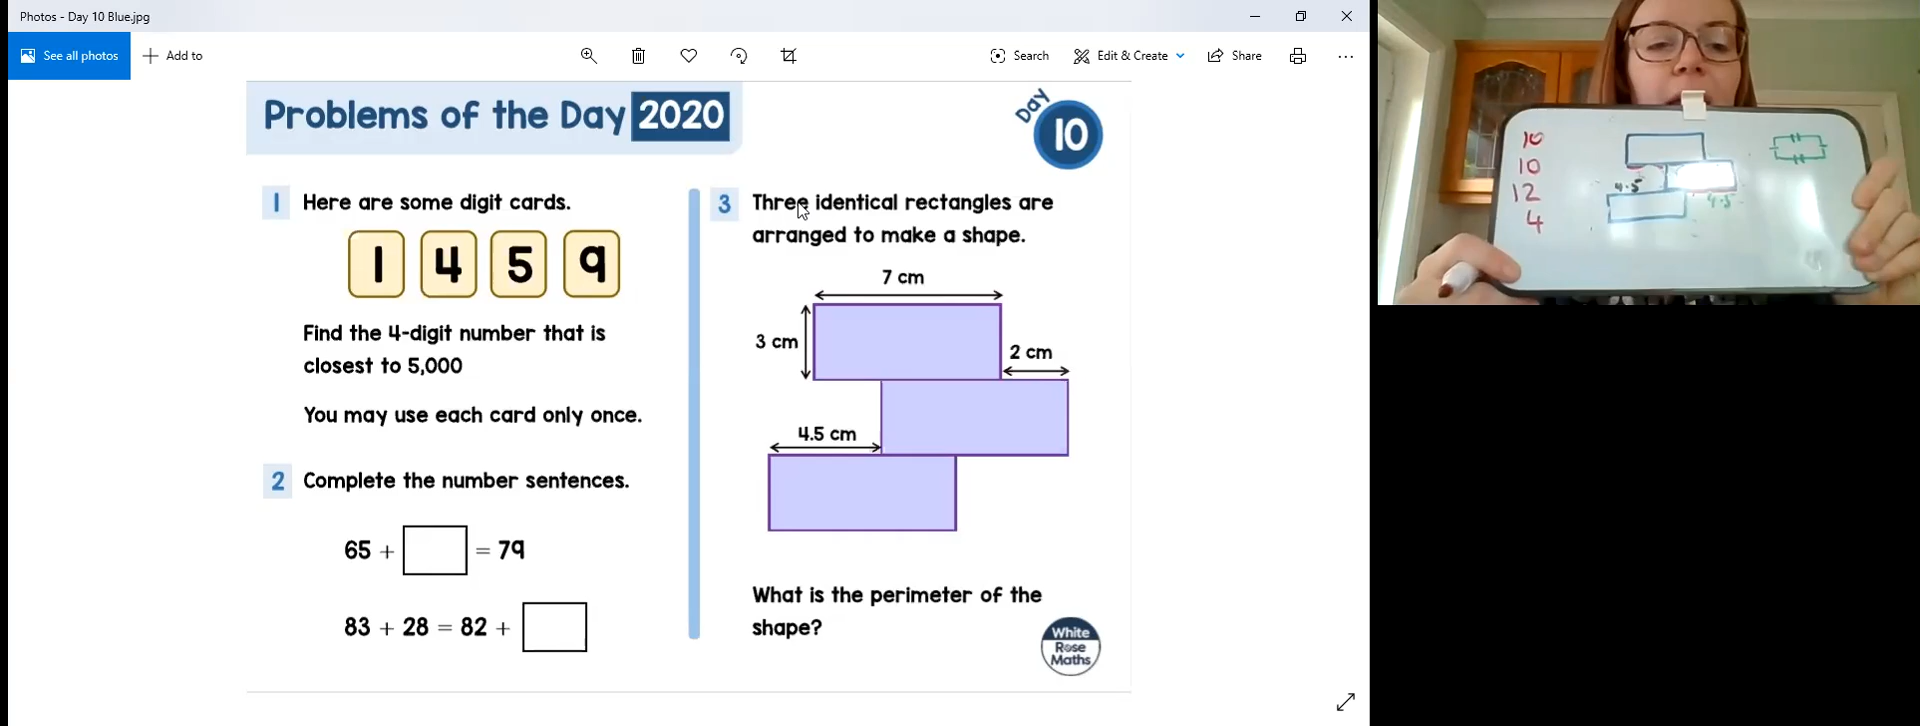 Photos - Day 10 Blue.jpg
See all photos
Add to
Search
Edit & Create
Share
Problems of the Day 2020
Day 10
1 Here are some digit cards.
1 4 5 9
Find the 4-digit number that is
closest to 5,000
You may use each card only once.
2 Complete the number sentences.
65 + = 79
83 + 28 = 82 +
3 Three identical rectangles are
arranged to make a shape.
7 cm
3 cm
2 cm
4.5 cm
What is the perimeter of the
shape?
White
Rose
Maths
10
10
12
4
4.5
4.5